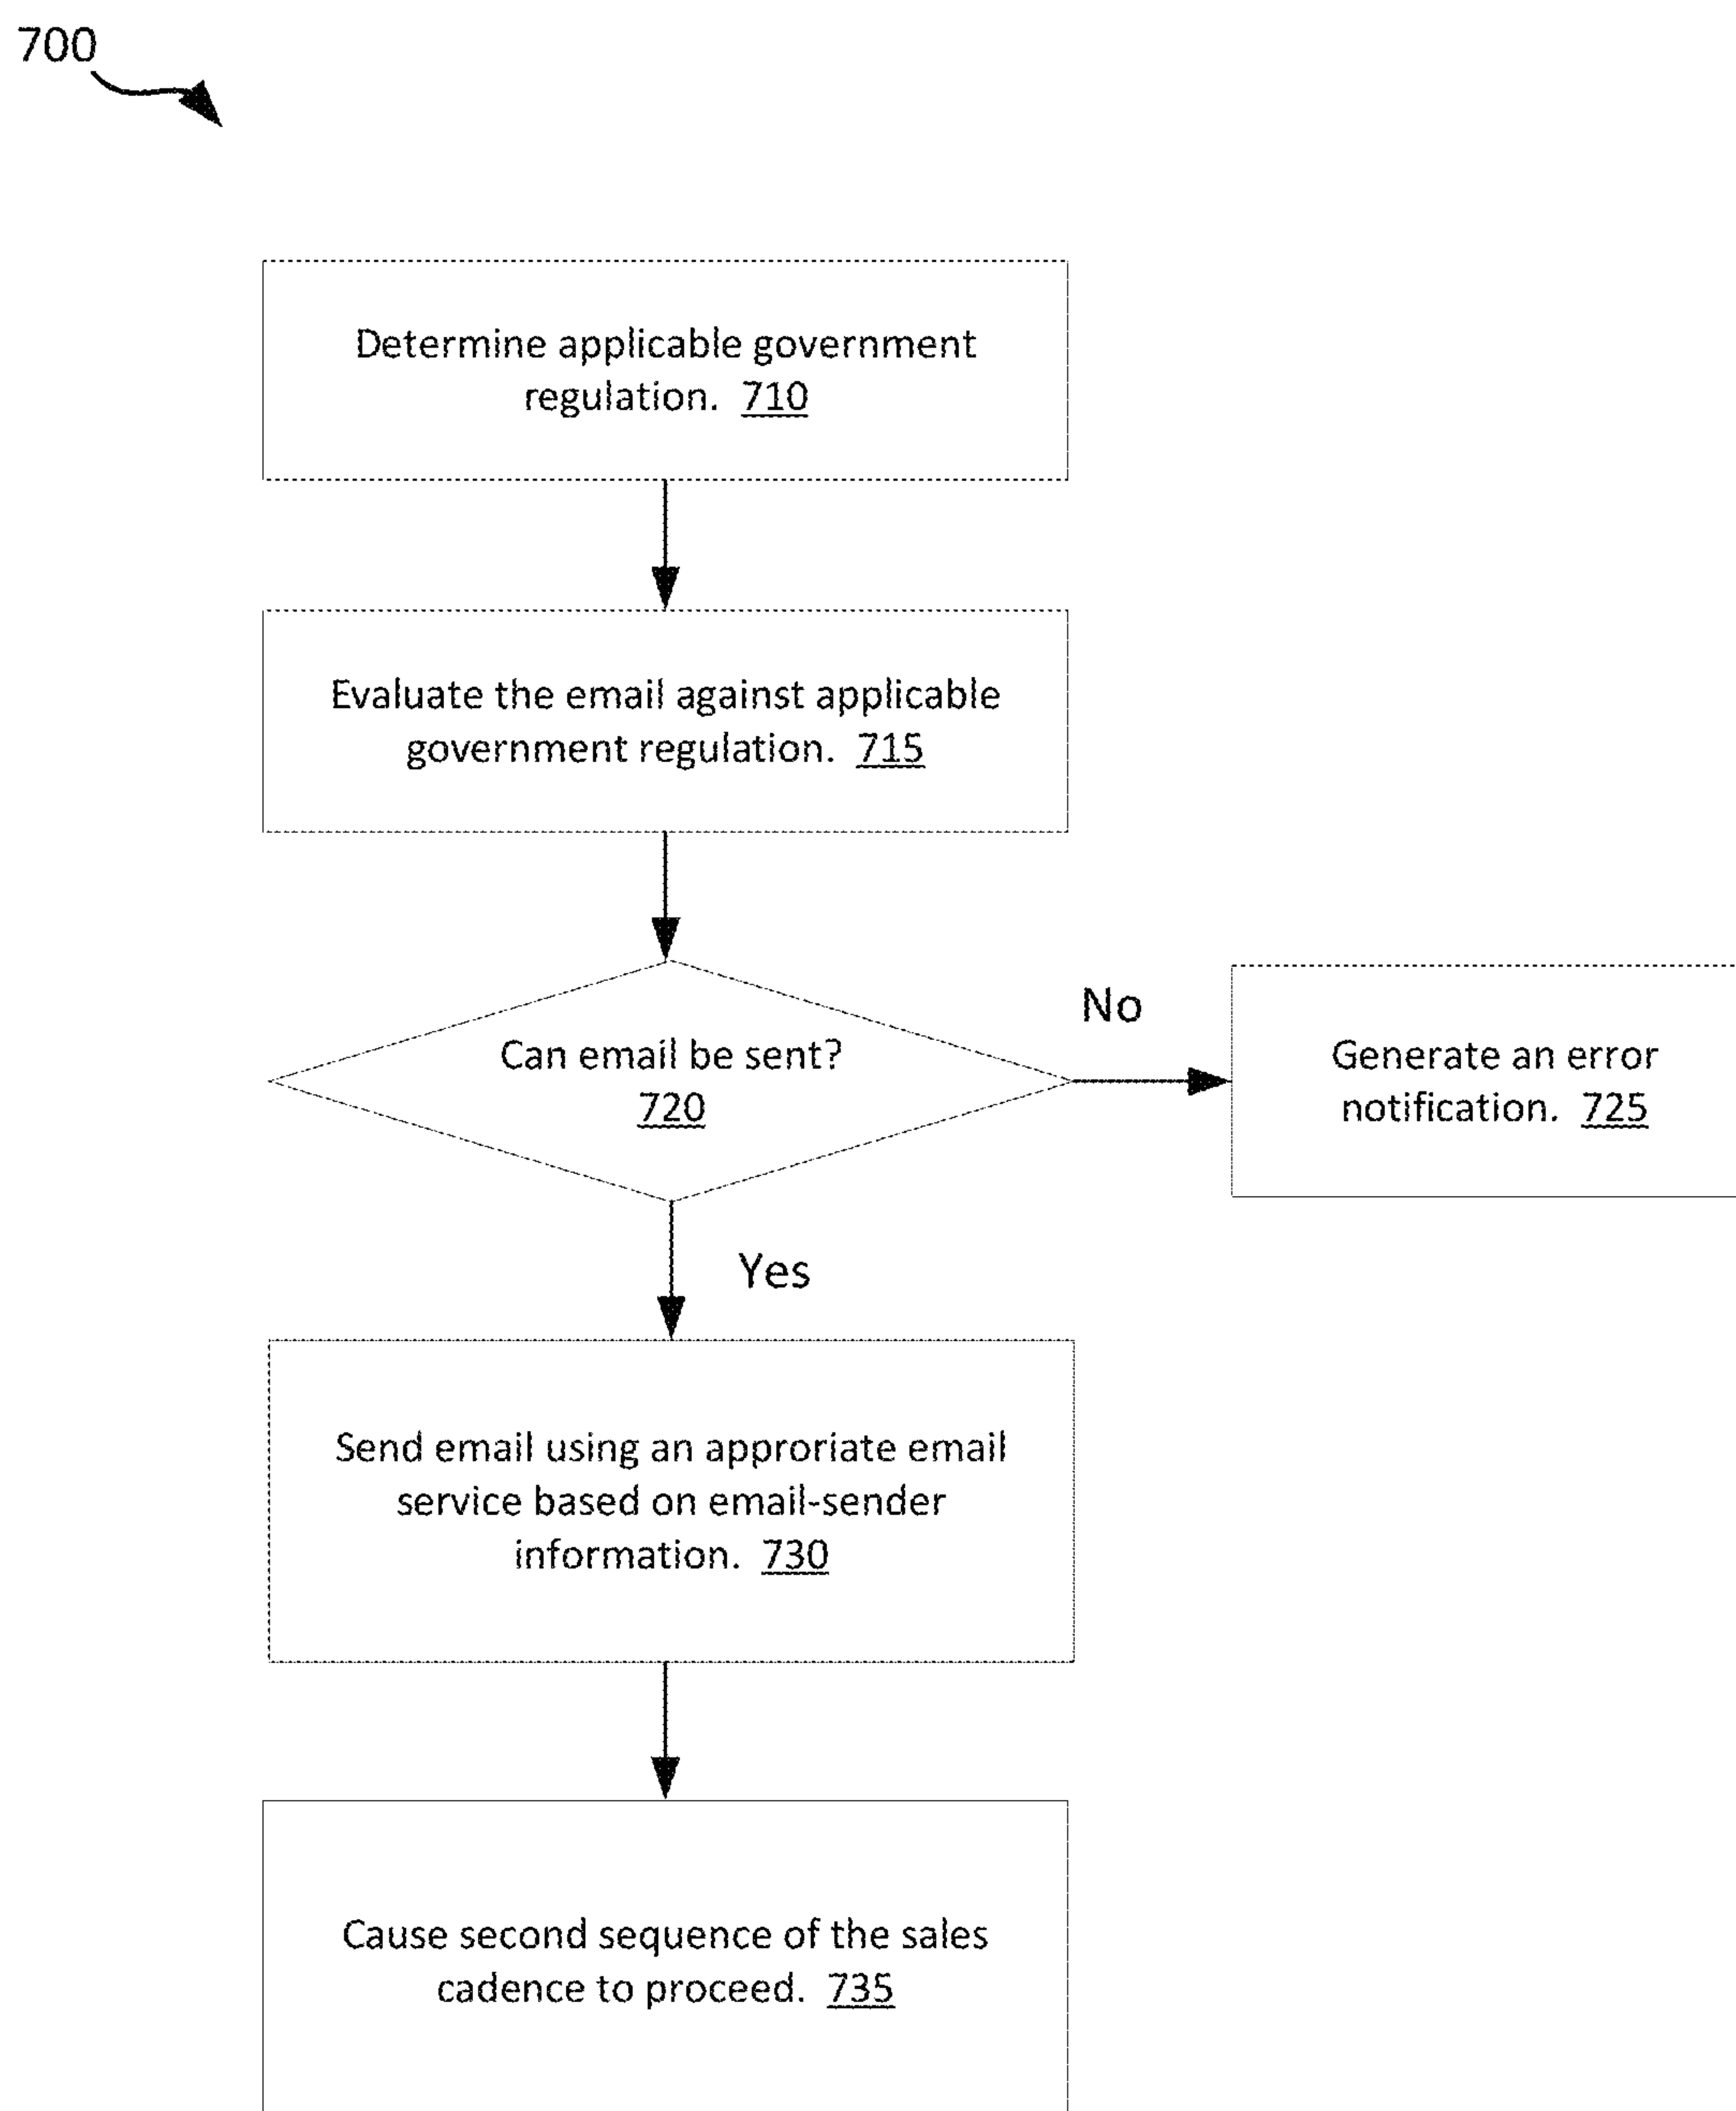 700
Determine applicable government
regulation. 710
Evaluate the email against applicable
government regulation. 715
Can email be sent?
720
No
Generate an error
notification. 725
Yes
Send email using an approriate email
service based on email-sender
information. 730
Cause second sequence of the sales
cadence to proceed. 735